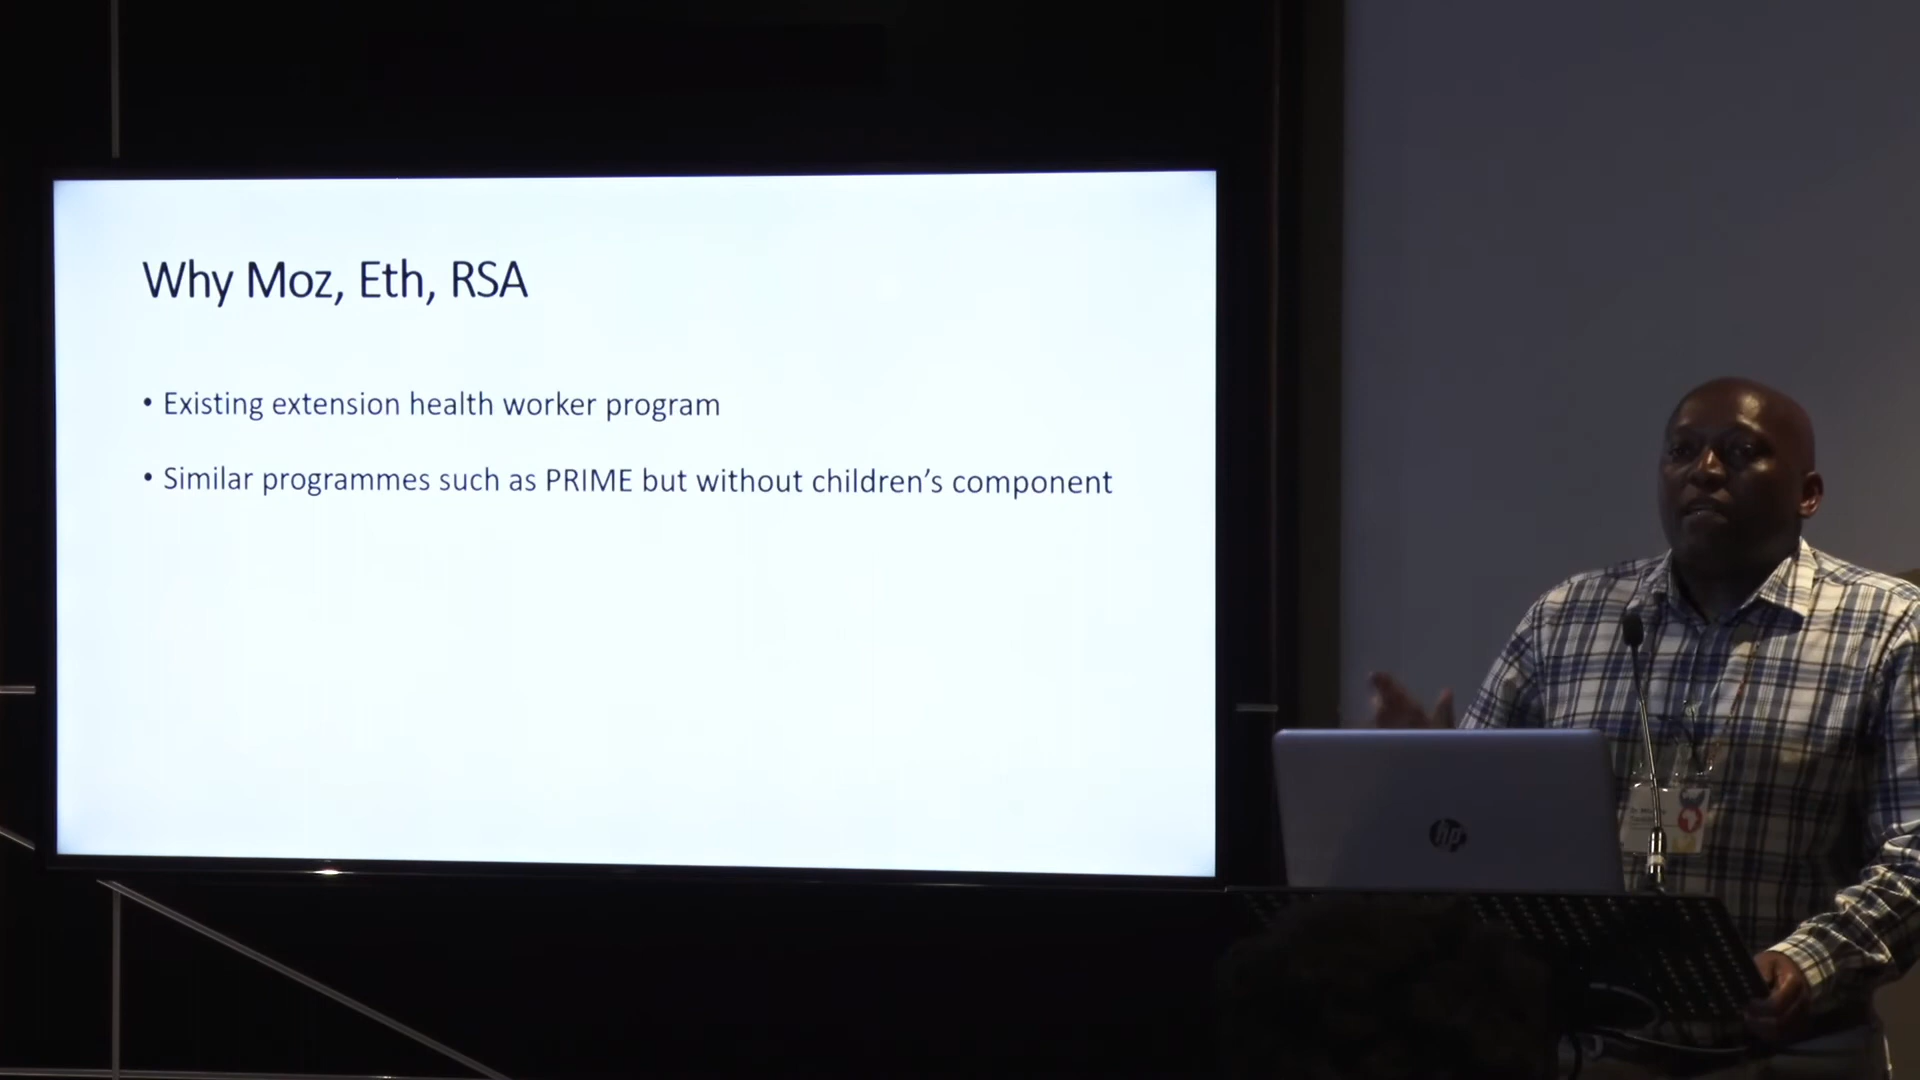 Why Moz, Eth, RSA
• Existing extension health worker program
• Similar programmes such as PRIME but without children's component
hp